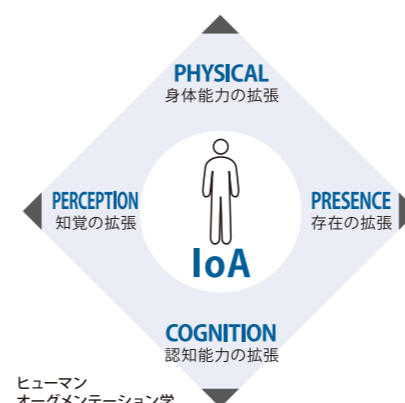 PHYSICAL
身体能力の拡張
PERCEPTION
知覚の拡張
PRESENCE
存在の拡張
IoA
COGNITION
認知能力の拡張
ヒューマン
オーグメンテーション学